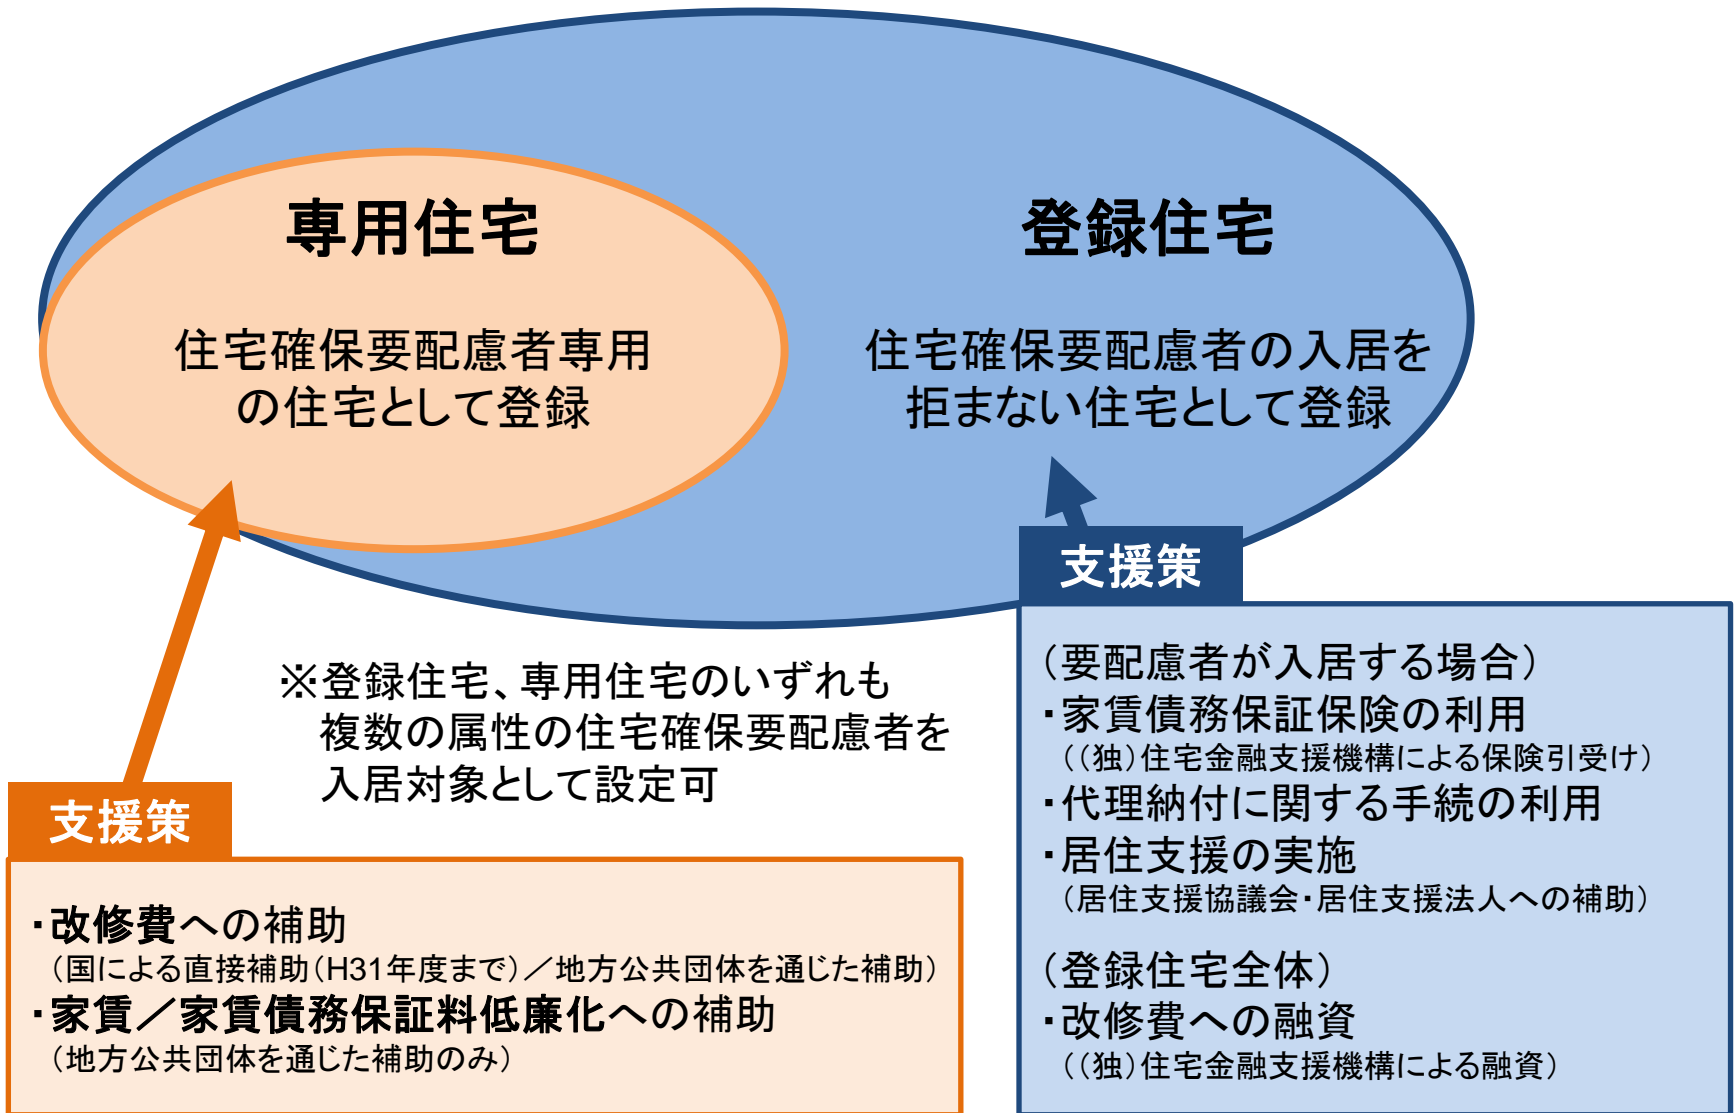 専用住宅
住宅確保要配慮者専用
の住宅として登録
登録住宅
住宅確保要配慮者の入居を
拒まない住宅として登録
※登録住宅、専用住宅のいずれも
複数の属性の住宅確保要配慮者を
入居対象として設定可
支援策
・改修費への補助
（国による直接補助（H31年度まで）／地方公共団体を通じた補助）
・家賃／家賃債務保証料低廉化への補助
（地方公共団体を通じた補助のみ）
支援策
（要配慮者が入居する場合）
・家賃債務保証保険の利用
（（独）住宅金融支援機構による保険引受け）
・代理納付に関する手続の利用
・居住支援の実施
（居住支援協議会・居住支援法人への補助）
（登録住宅全体）
・改修費への融資
（（独）住宅金融支援機構による融資）